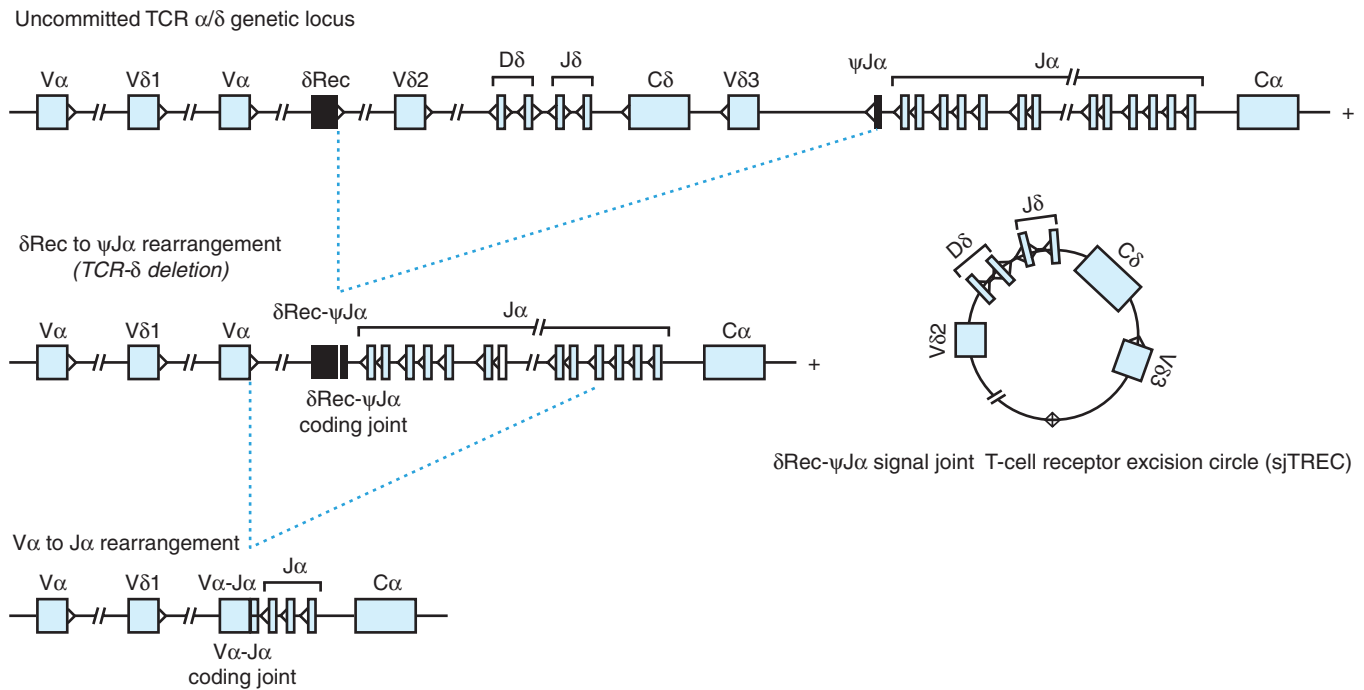 Uncommitted TCR α/δ genetic locus
Dδ Jδ ψJα Jα
Vα Vδ1 Vα δRec Vδ2 Cδ Vδ3 Cα
+
δRec to ψJα rearrangement
(TCR-δ deletion)
δRec-ψJα Jα
Vα Vδ1 Vα Cα
+
δRec-ψJα
coding joint
Jδ
Dδ
Cδ
Vδ2
Vδ3
δRec-ψJα signal joint T-cell receptor excision circle (sjTREC)
Vα to Jα rearrangement
Jα
Vα Vδ1 Vα-Jα Cα
Vα-Jα
coding joint